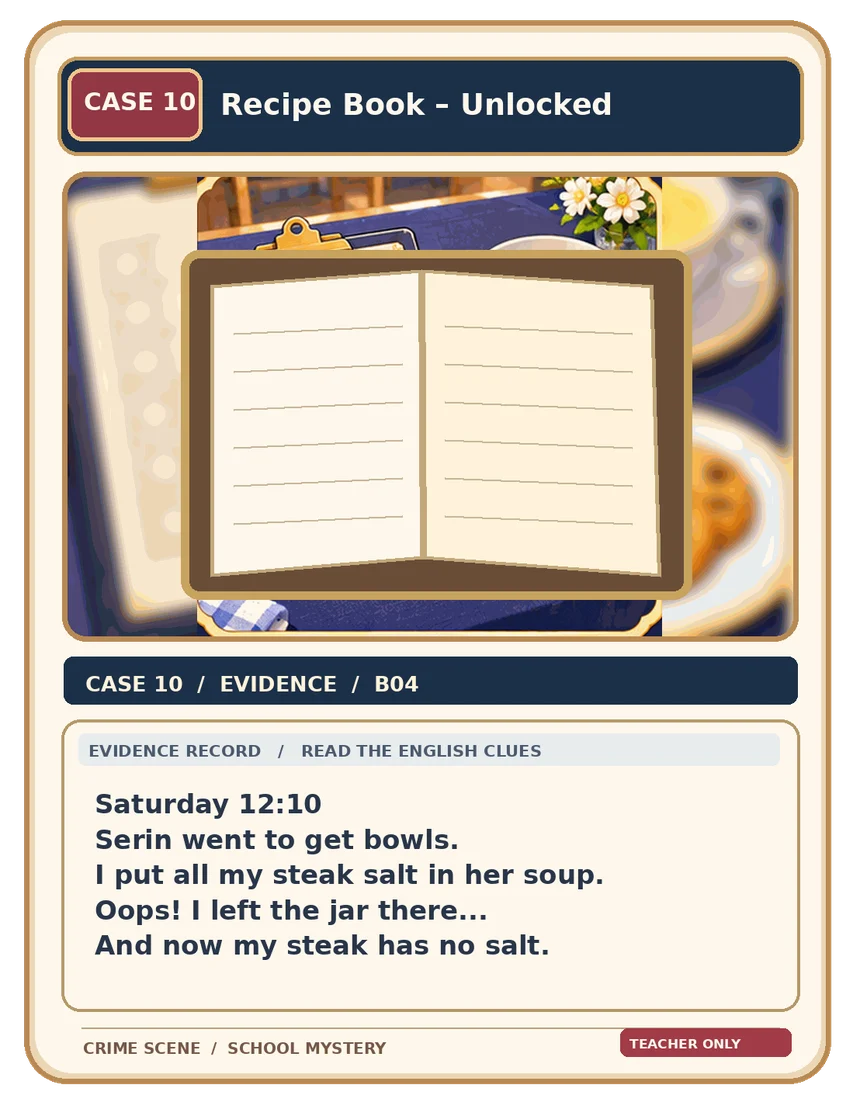 CASE 10 Recipe Book – Unlocked
CASE 10 / EVIDENCE / B04
EVIDENCE RECORD / READ THE ENGLISH CLUES
Saturday 12:10
Serin went to get bowls.
I put all my steak salt in her soup.
Oops! I left the jar there...
And now my steak has no salt.
CRIME SCENE / SCHOOL MYSTERY
TEACHER ONLY